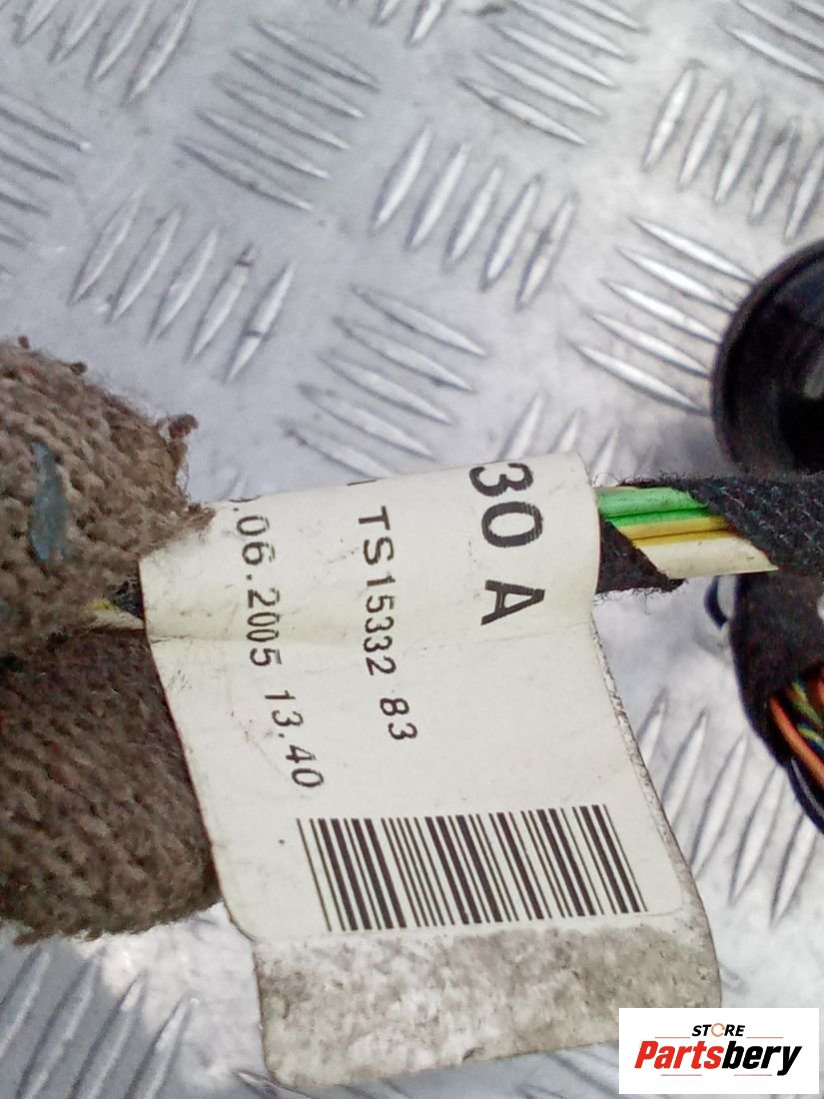 30 A
TS15332 83
.06.2005 13.40
STORE
Partsbery